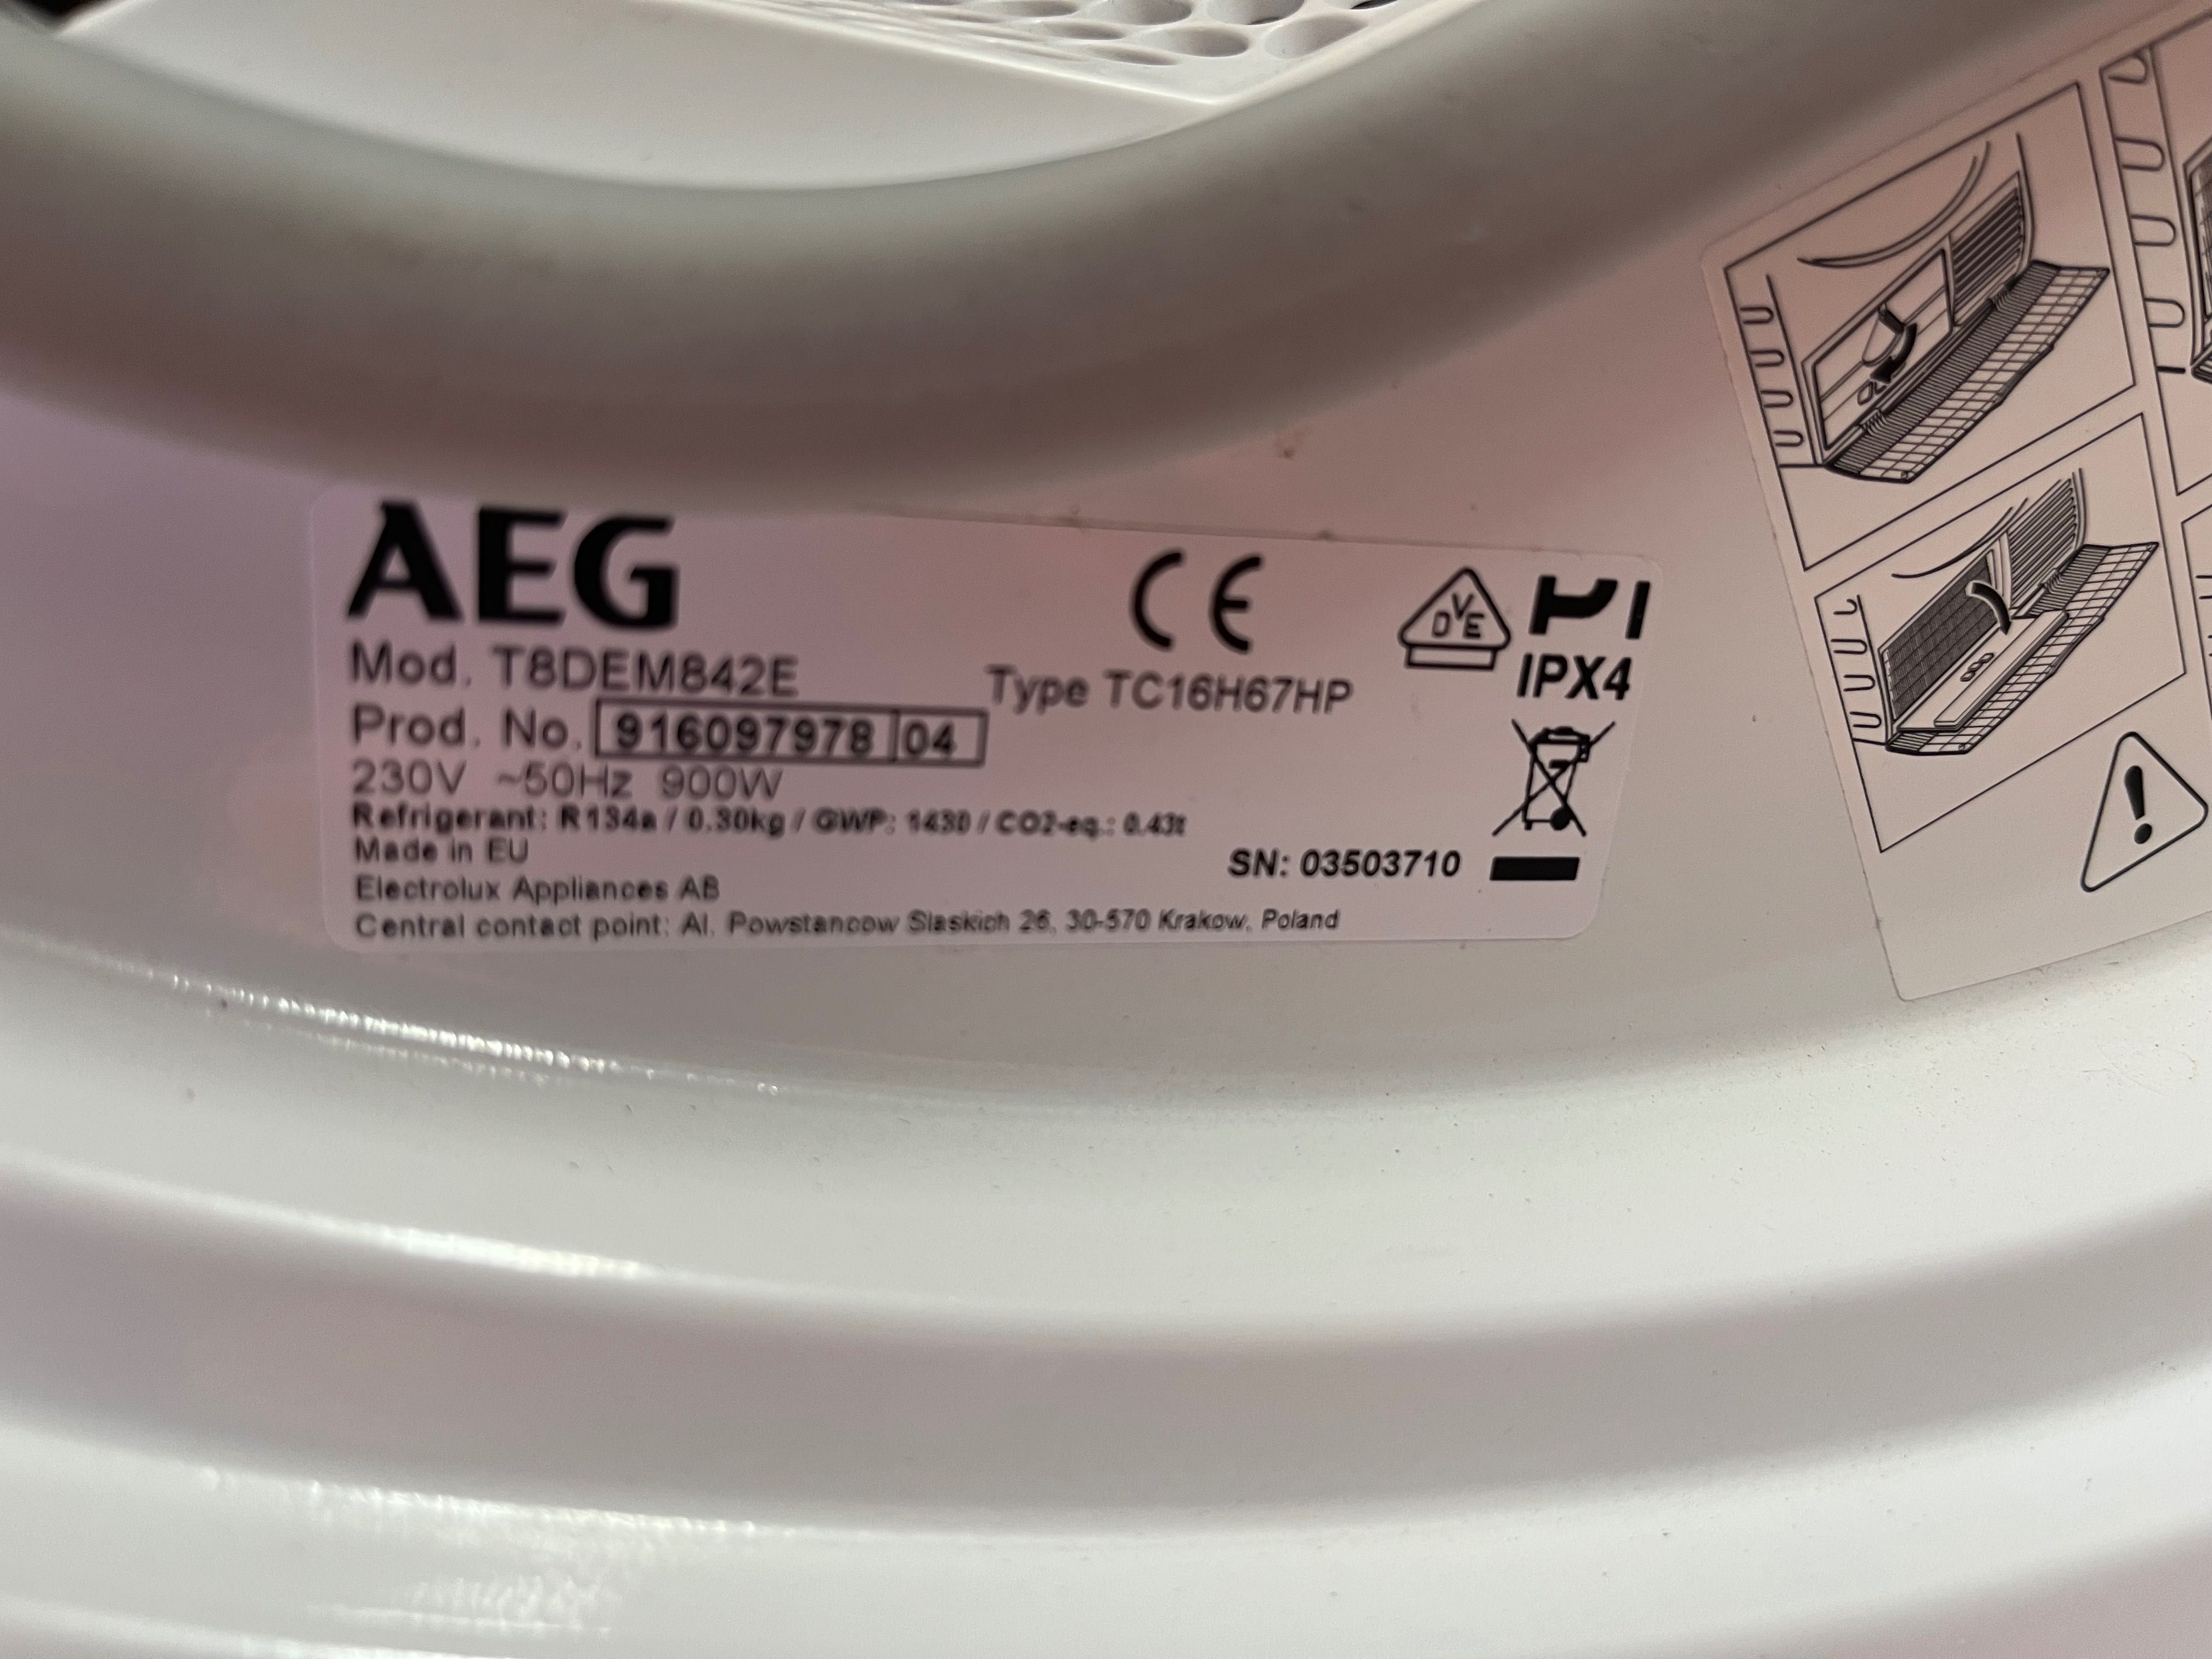 AEG
CE
DVE
Mod. T8DEM842E
Type TC16H67HP
IPX4
Prod. No. 916097978 04
230V ~50Hz 900W
Refrigerant: R134a / 0.30kg / GWP: 1430 / CO2-eq.: 0.43t
Made in EU
SN: 03503710
Electrolux Appliances AB
Central contact point: Al. Powstancow Slaskich 26, 30-570 Krakow, Poland